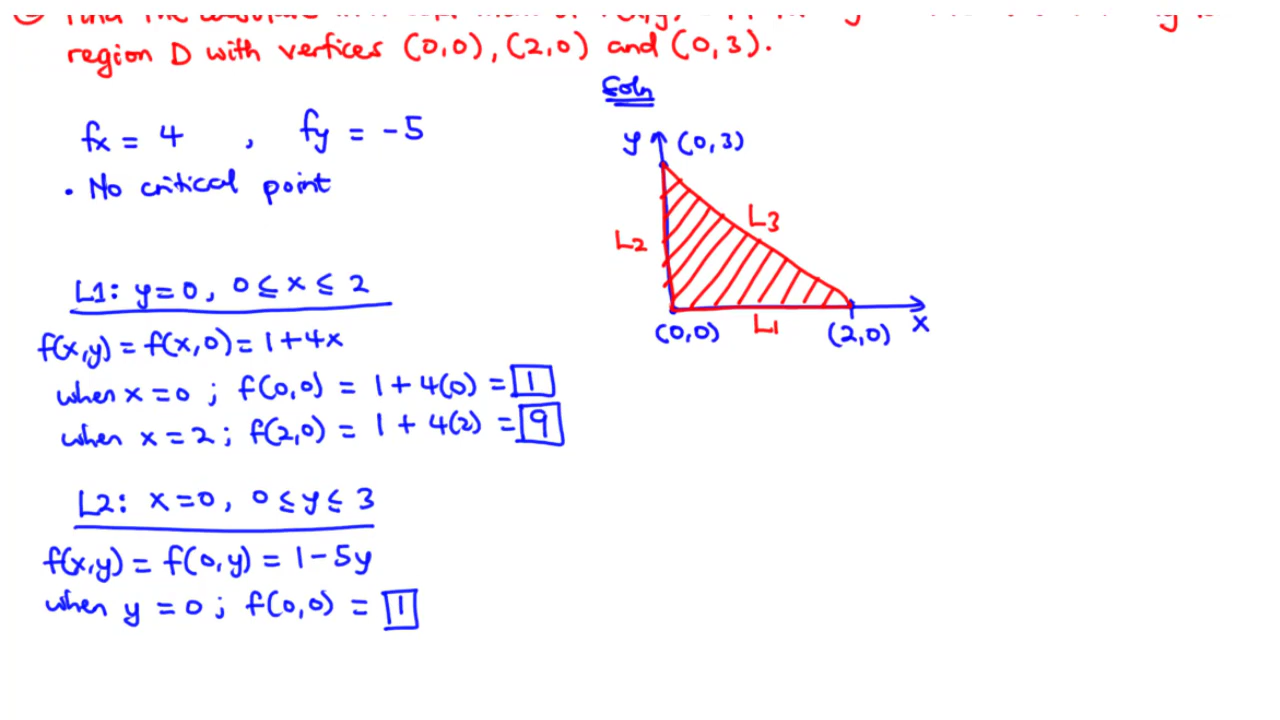 region D with vertices (0,0), (2,0) and (0,3).
Soln
fx = 4 , fy = -5
• No critical point
y (0,3)
L3
L2
(0,0) L1 (2,0) x
L1: y=0, 0 ≤ x ≤ 2
f(x,y) = f(x,0) = 1+4x
when x=0 ; f(0,0) = 1 + 4(0) = 1
when x=2 ; f(2,0) = 1 + 4(2) = 9
L2: x=0, 0 ≤ y ≤ 3
f(x,y) = f(0,y) = 1-5y
when y=0 ; f(0,0) = 1